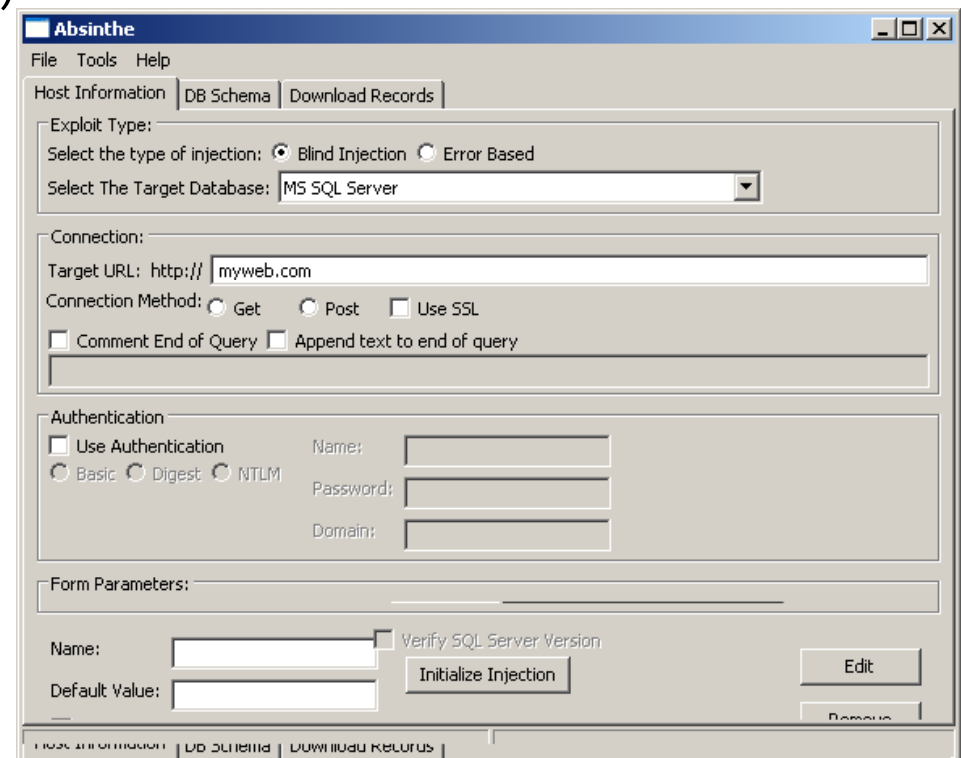 )
Absinthe
File Tools Help
Host Information DB Schema Download Records
Exploit Type:
Select the type of injection: Blind Injection Error Based
Select The Target Database: MS SQL Server
Connection:
Target URL: http:// myweb.com
Connection Method: Get Post Use SSL
Comment End of Query Append text to end of query
Authentication
Use Authentication Name:
Basic Digest NTLM
Password:
Domain:
Form Parameters:
Verify SQL Server Version
Name:
Initialize Injection Edit
Default Value:
Remove
Host Information DB Schema Download Records